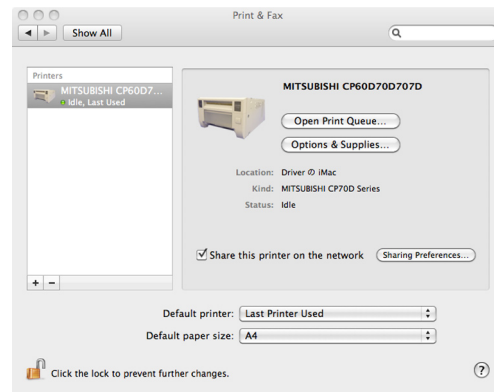 Print & Fax
Show All
Printers
MITSUBISHI CP60D7...
Idle, Last Used
MITSUBISHI CP60D70D707D
Open Print Queue...
Options & Supplies...
Location: Driver の iMac
Kind: MITSUBISHI CP70D Series
Status: Idle
Share this printer on the network Sharing Preferences...
+ −
Default printer: Last Printer Used
Default paper size: A4
Click the lock to prevent further changes. ?